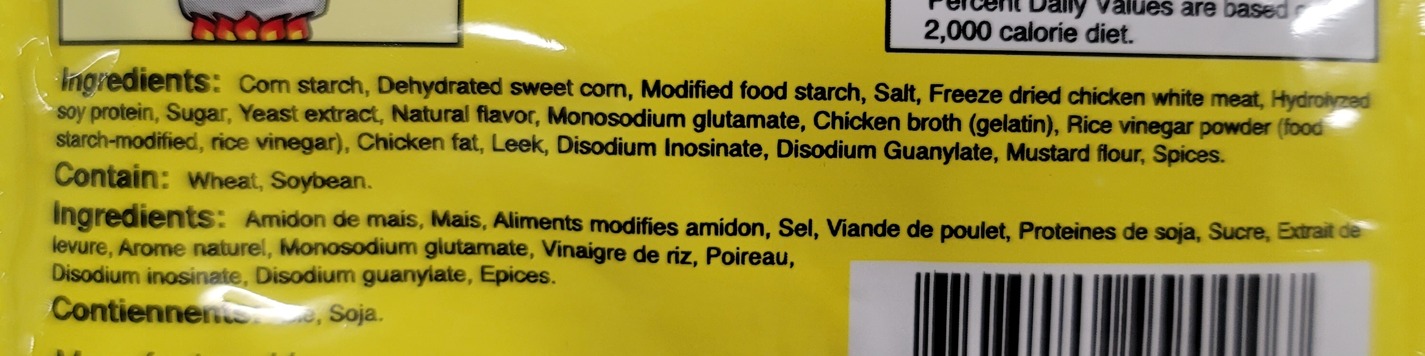 Percent Daily Values are based
2,000 calorie diet.
Ingredients: Corn starch, Dehydrated sweet corn, Modified food starch, Salt, Freeze dried chicken white meat, Hydrolyzed
soy protein, Sugar, Yeast extract, Natural flavor, Monosodium glutamate, Chicken broth (gelatin), Rice vinegar powder (food
starch-modified, rice vinegar), Chicken fat, Leek, Disodium Inosinate, Disodium Guanylate, Mustard flour, Spices.
Contain: Wheat, Soybean.
Ingredients: Amidon de mais, Mais, Aliments modifies amidon, Sel, Viande de poulet, Proteines de soja, Sucre, Extrait de
levure, Arome naturel, Monosodium glutamate, Vinaigre de riz, Poireau,
Disodium inosinate, Disodium guanylate, Epices.
Contiennent Soja.